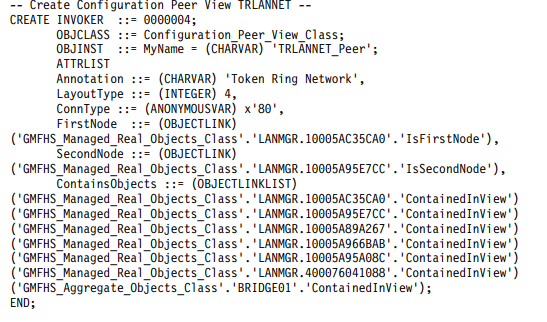 -- Create Configuration Peer View TRLANNET --
CREATE INVOKER ::= 0000004;
OBJCLASS ::= Configuration_Peer_View_Class;
OBJINST ::= MyName = (CHARVAR) 'TRLANNET_Peer';
ATTRLIST
Annotation ::= (CHARVAR) 'Token Ring Network',
LayoutType ::= (INTEGER) 4,
ConnType ::= (ANONYMOUSVAR) x'80',
FirstNode ::= (OBJECTLINK)
('GMFHS_Managed_Real_Objects_Class'.'LANMGR.10005AC35CA0'.'IsFirstNode'),
SecondNode ::= (OBJECTLINK)
('GMFHS_Managed_Real_Objects_Class'.'LANMGR.10005A95E7CC'.'IsSecondNode'),
ContainsObjects ::= (OBJECTLINKLIST)
('GMFHS_Managed_Real_Objects_Class'.'LANMGR.10005AC35CA0'.'ContainedInView')
('GMFHS_Managed_Real_Objects_Class'.'LANMGR.10005A95E7CC'.'ContainedInView')
('GMFHS_Managed_Real_Objects_Class'.'LANMGR.10005A89A267'.'ContainedInView')
('GMFHS_Managed_Real_Objects_Class'.'LANMGR.10005A966BAB'.'ContainedInView')
('GMFHS_Managed_Real_Objects_Class'.'LANMGR.10005A95A08C'.'ContainedInView')
('GMFHS_Managed_Real_Objects_Class'.'LANMGR.400076041088'.'ContainedInView')
('GMFHS_Aggregate_Objects_Class'.'BRIDGE01'.'ContainedInView');
END;